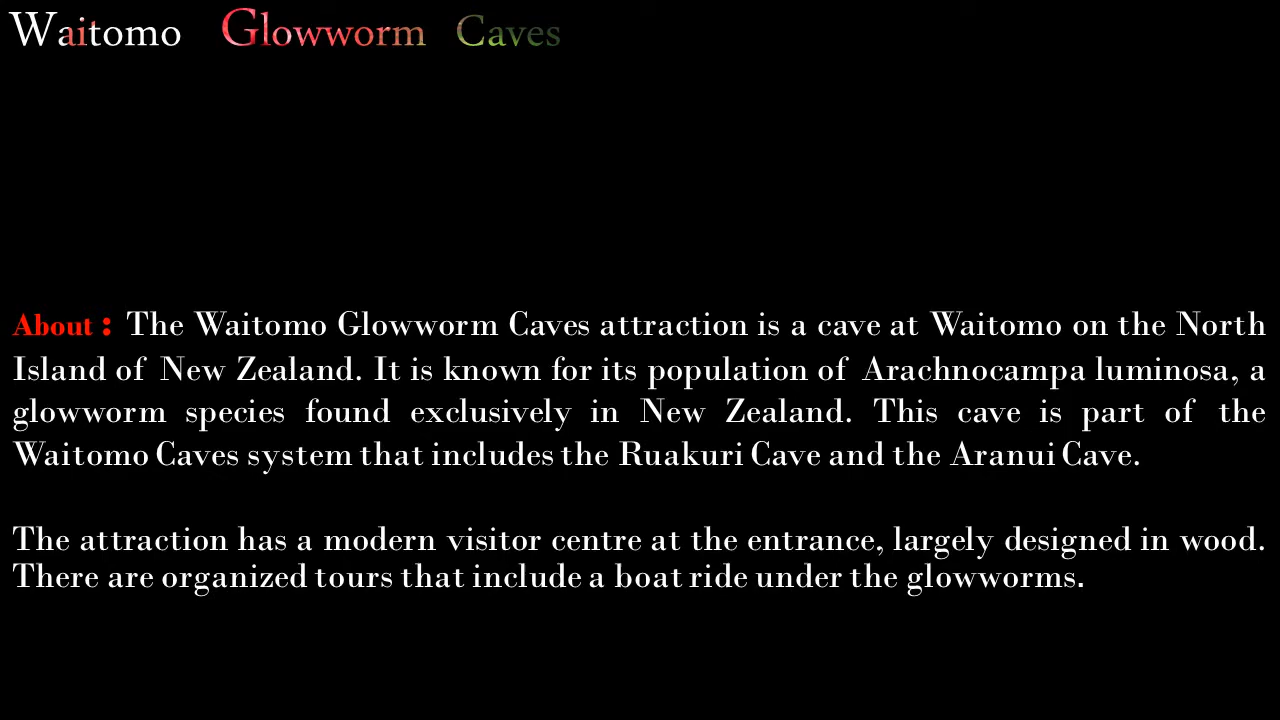 Waitomo Glowworm Caves
About : The Waitomo Glowworm Caves attraction is a cave at Waitomo on the North
Island of New Zealand. It is known for its population of Arachnocampa luminosa, a
glowworm species found exclusively in New Zealand. This cave is part of the
Waitomo Caves system that includes the Ruakuri Cave and the Aranui Cave.
The attraction has a modern visitor centre at the entrance, largely designed in wood.
There are organized tours that include a boat ride under the glowworms.